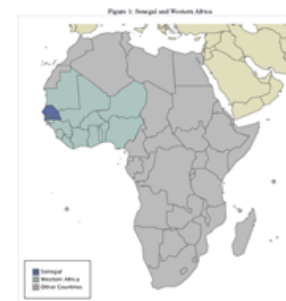 Figure 1: Senegal and Western Africa
Senegal
Western Africa
Other Countries